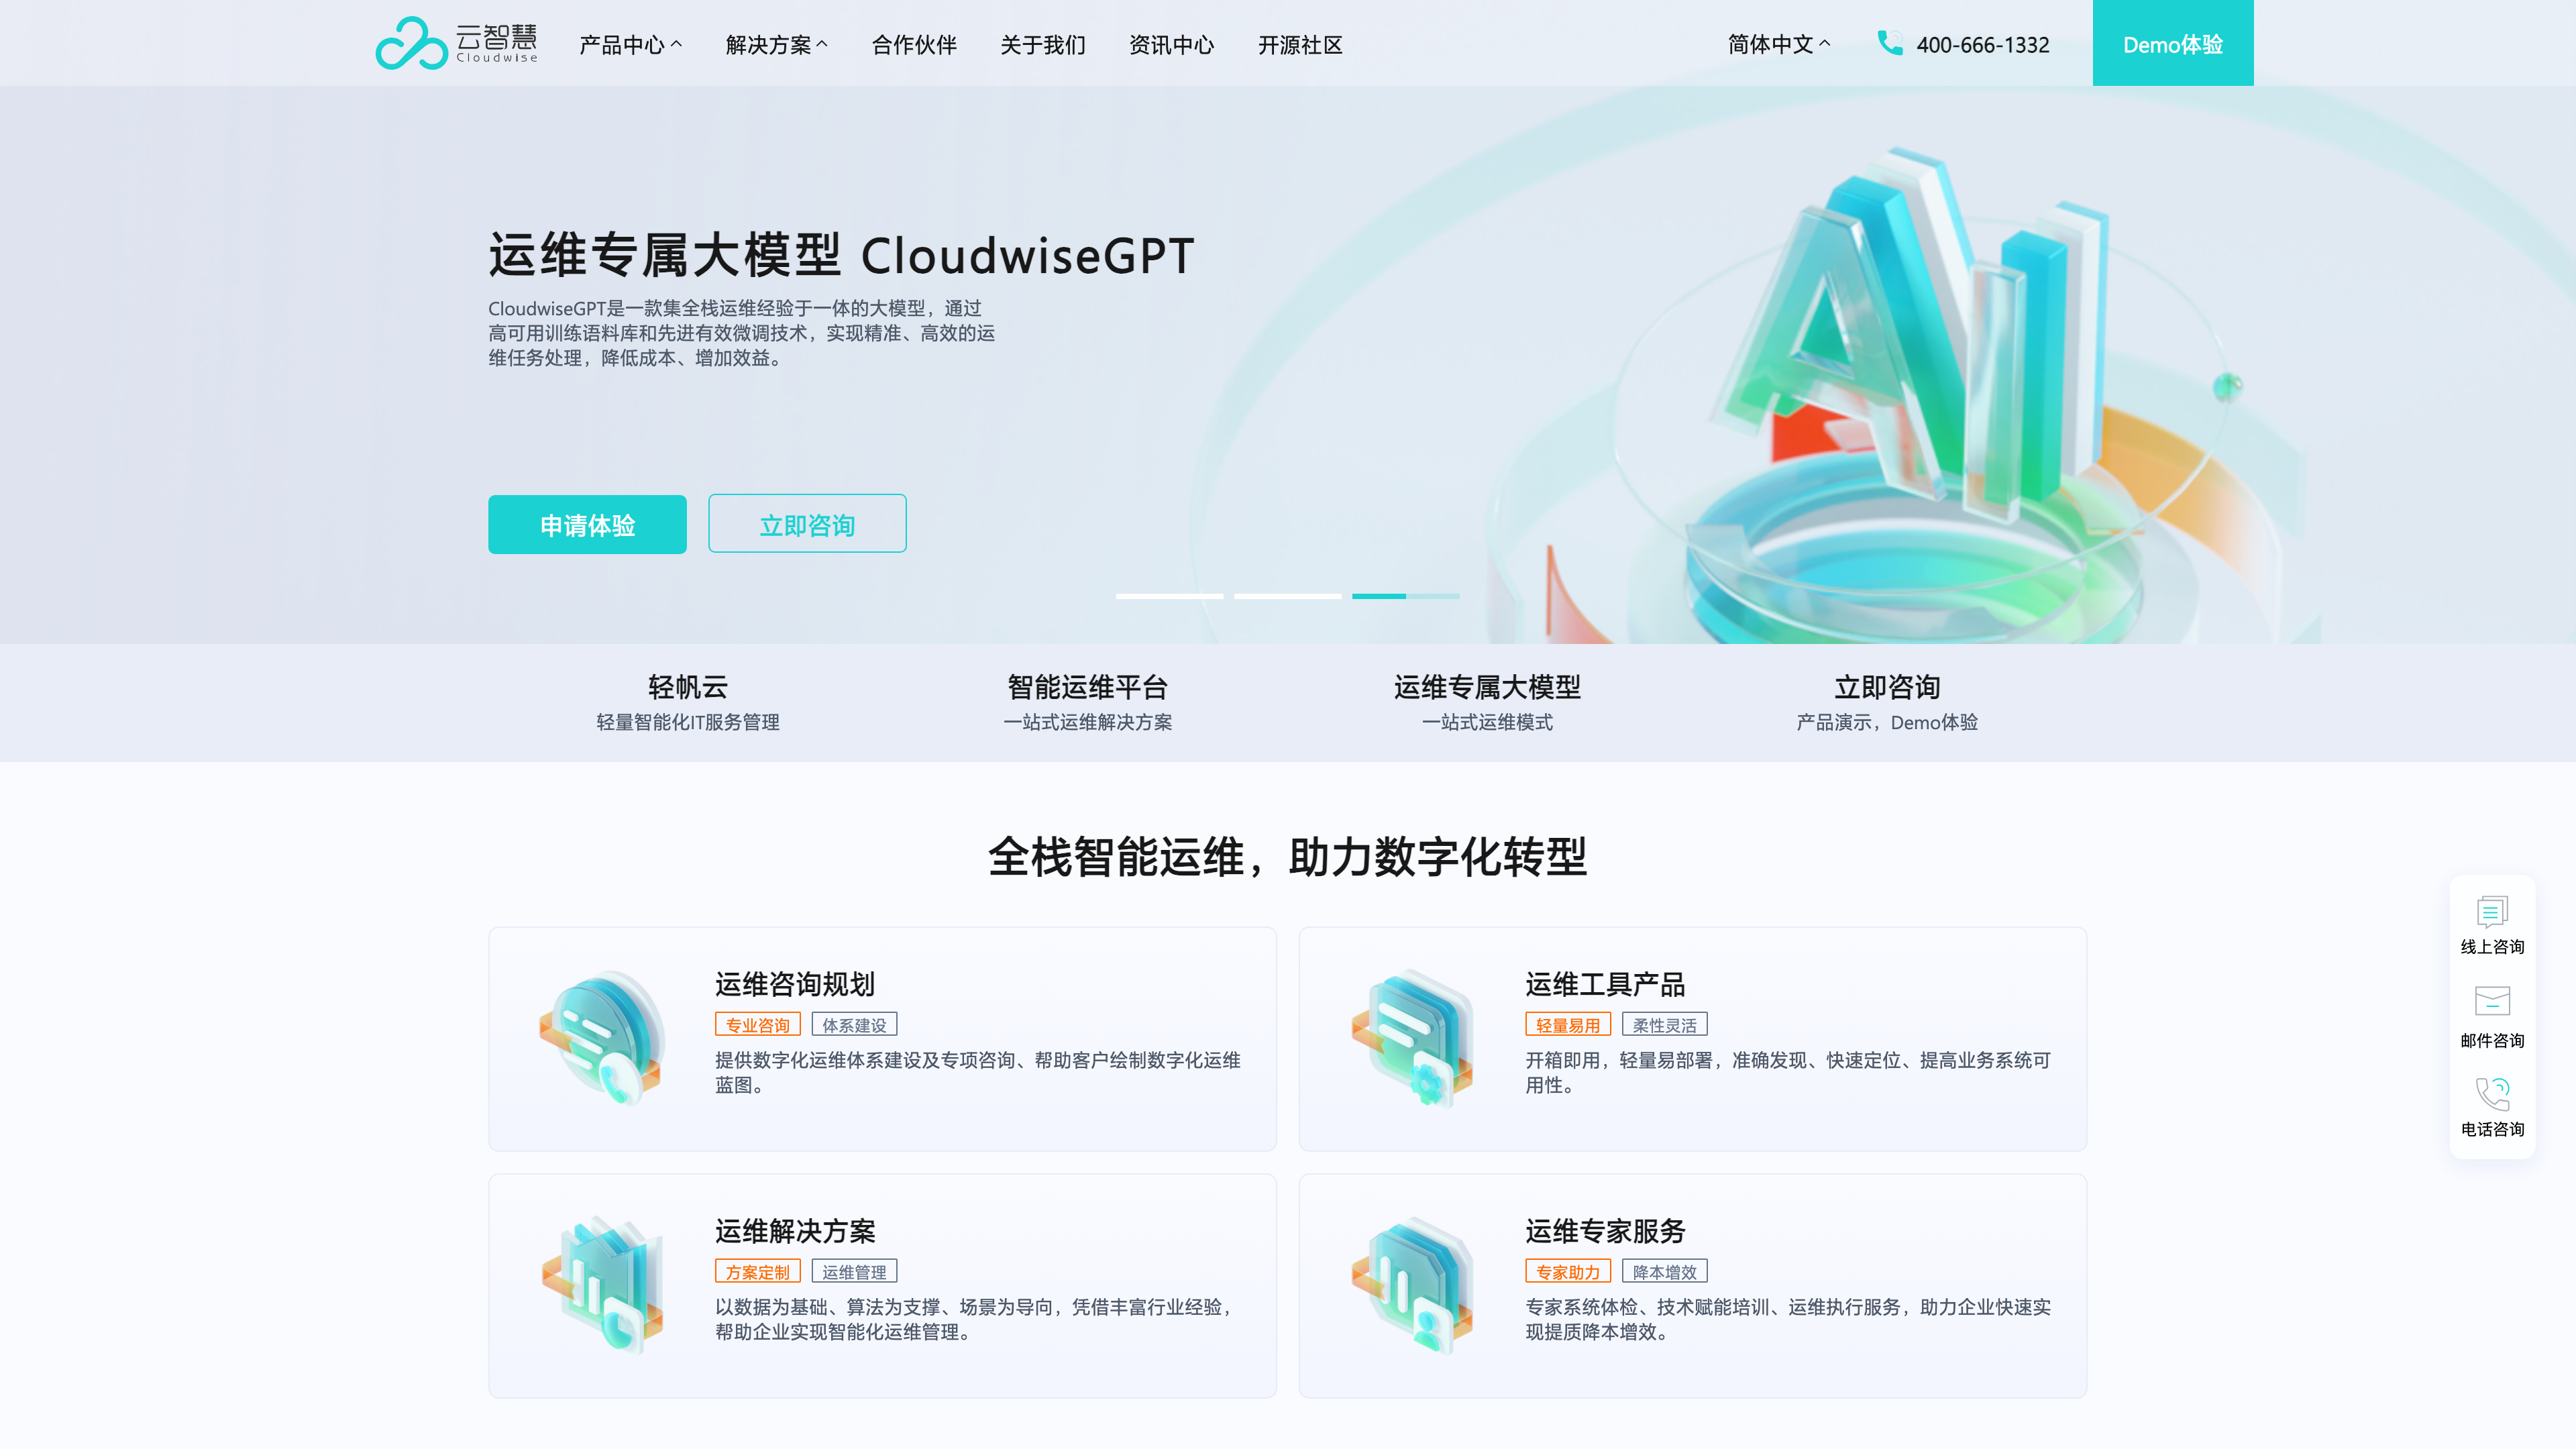 云智慧
Cloudwise
产品中心
解决方案
合作伙伴
关于我们
资讯中心
开源社区
简体中文
400-666-1332
Demo体验
运维专属大模型 CloudwiseGPT
CloudwiseGPT是一款集全栈运维经验于一体的大模型，通过
高可用训练语料库和先进有效微调技术，实现精准、高效的运
维任务处理，降低成本、增加效益。
申请体验
立即咨询
AI
轻帆云
轻量智能化IT服务管理
智能运维平台
一站式运维解决方案
运维专属大模型
一站式运维模式
立即咨询
产品演示，Demo体验
全栈智能运维，助力数字化转型
运维咨询规划
专业咨询
体系建设
提供数字化运维体系建设及专项咨询、帮助客户绘制数字化运维
蓝图。
运维工具产品
轻量易用
柔性灵活
开箱即用，轻量易部署，准确发现、快速定位、提高业务系统可
用性。
运维解决方案
方案定制
运维管理
以数据为基础、算法为支撑、场景为导向，凭借丰富行业经验，
帮助企业实现智能化运维管理。
运维专家服务
专家助力
降本增效
专家系统体检、技术赋能培训、运维执行服务，助力企业快速实
现提质降本增效。
线上咨询
邮件咨询
电话咨询